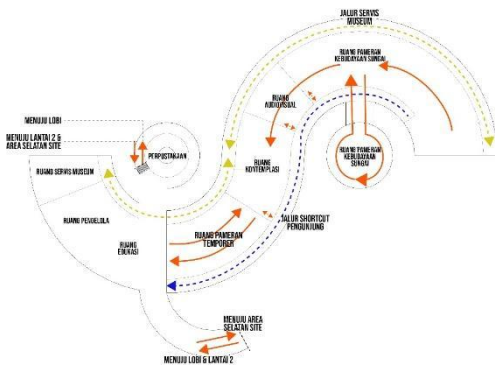 JALUR SERVIS
MUSEUM
RUANG PAMERAN
KEBUDAYAAN SUNGAI
RUANG
AUDIOVISUAL
MENUJU LOBI
MENUJU LANTAI 2 &
AREA SELATAN SITE
PERPUSTAKAAN
RUANG PAMERAN
KEBUDAYAAN
SUNGAI
RUANG
KONTEMPLASI
RUANG SERVIS MUSEUM
RUANG PENGELOLA
RUANG
EDUKASI
RUANG PAMERAN
TEMPORER
JALUR SHORTCUT
PENGUNJUNG
MENUJU AREA
SELATAN SITE
MENUJU LOBI & LANTAI 2